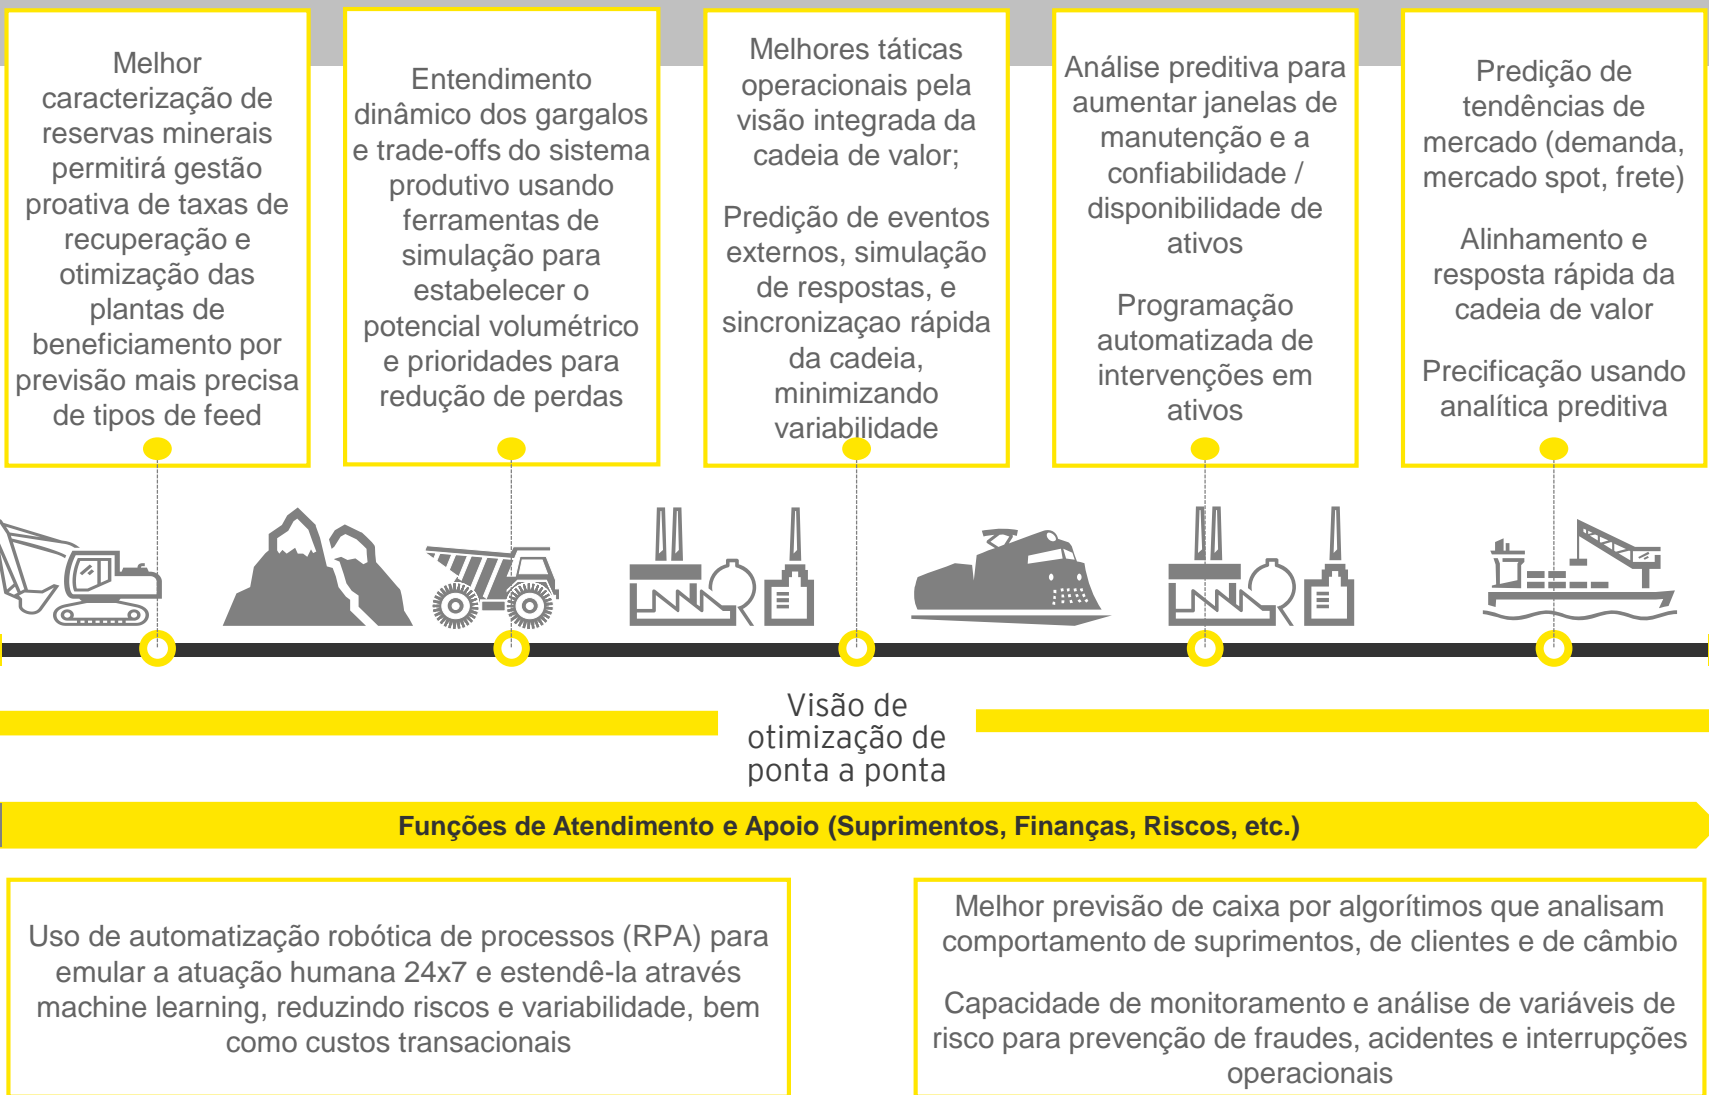 Melhor
caracterização de
reservas minerais
permitirá gestão
proativa de taxas de
recuperação e
otimização das
plantas de
beneficiamento por
previsão mais precisa
de tipos de feed
Entendimento
dinâmico dos gargalos
e trade-offs do sistema
produtivo usando
ferramentas de
simulação para
estabelecer o
potencial volumétrico
e prioridades para
redução de perdas
Melhores táticas
operacionais pela
visão integrada da
cadeia de valor;
Predição de eventos
externos, simulação
de respostas, e
sincronizaçao rápida
da cadeia,
minimizando
variabilidade
Análise preditiva para
aumentar janelas de
manutenção e a
confiabilidade /
disponibilidade de
ativos
Programação
automatizada de
intervenções em
ativos
Predição de
tendências de
mercado (demanda,
mercado spot, frete)
Alinhamento e
resposta rápida da
cadeia de valor
Precificação usando
analítica preditiva
Visão de
otimização de
ponta a ponta
Funções de Atendimento e Apoio (Suprimentos, Finanças, Riscos, etc.)
Uso de automatização robótica de processos (RPA) para
emular a atuação humana 24x7 e estendê-la através
machine learning, reduzindo riscos e variabilidade, bem
como custos transacionais
Melhor previsão de caixa por algorítimos que analisam
comportamento de suprimentos, de clientes e de câmbio
Capacidade de monitoramento e análise de variáveis de
risco para prevenção de fraudes, acidentes e interrupções
operacionais